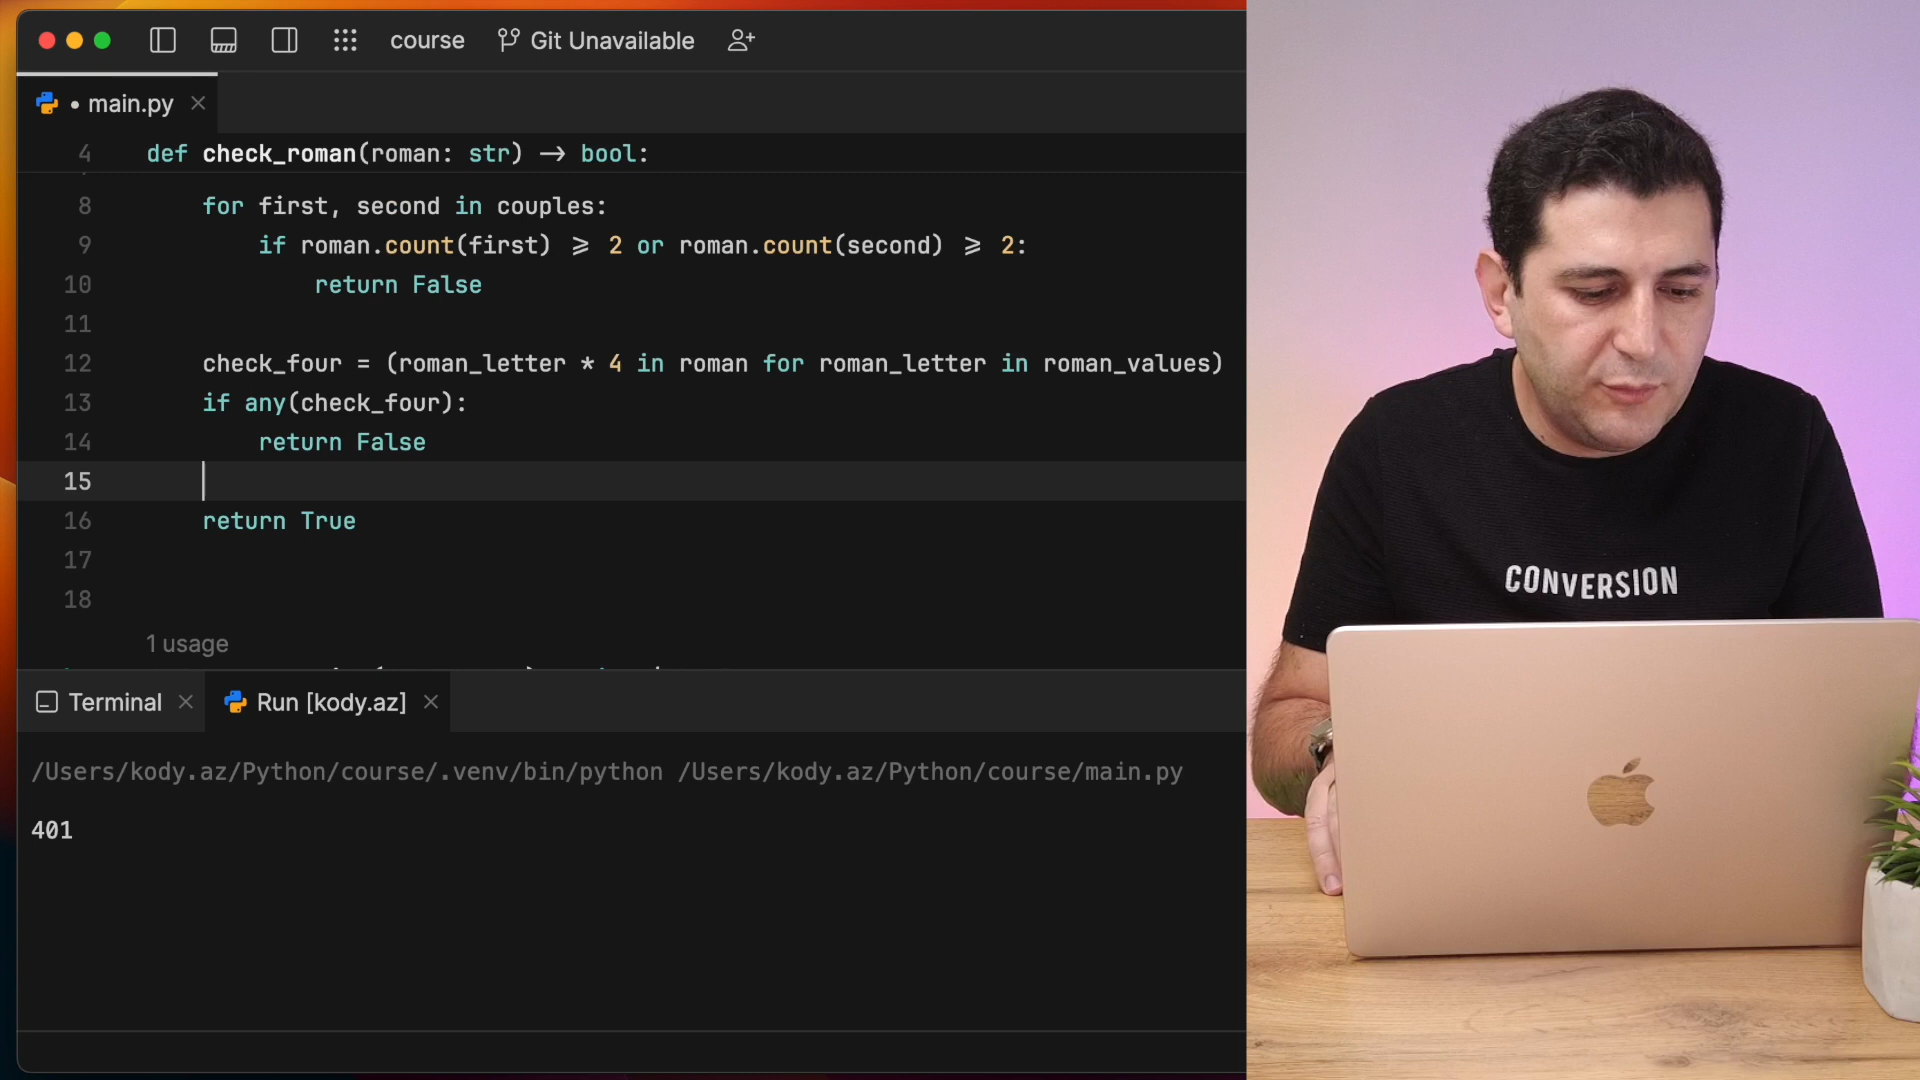 course Git Unavailable
• main.py ×
4 def check_roman(roman: str) → bool:
8 for first, second in couples:
9 if roman.count(first) ⩾ 2 or roman.count(second) ⩾ 2:
10 return False
11
12 check_four = (roman_letter * 4 in roman for roman_letter in roman_values)
13 if any(check_four):
14 return False
15
16 return True
17
18
1 usage
Terminal × Run [kody.az] ×
/Users/kody.az/Python/course/.venv/bin/python /Users/kody.az/Python/course/main.py
401
CONVERSION